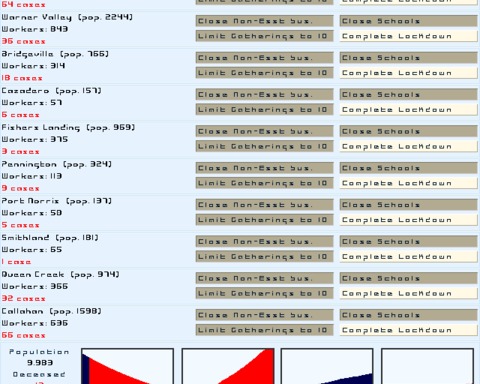 64 cases
Warner Valley (pop. 2244)
Workers: 843
36 cases
Close Non-Esst bus.
Close Schools
Limit Gatherings to 10
Complete Lockdown
Bridgeville (pop. 766)
Workers: 314
18 cases
Close Non-Esst bus.
Close Schools
Limit Gatherings to 10
Complete Lockdown
Cazadero (pop. 157)
Workers: 57
6 cases
Close Non-Esst bus.
Close Schools
Limit Gatherings to 10
Complete Lockdown
Fishers Landing (pop. 969)
Workers: 375
3 cases
Close Non-Esst bus.
Close Schools
Limit Gatherings to 10
Complete Lockdown
Pennington (pop. 324)
Workers: 113
9 cases
Close Non-Esst bus.
Close Schools
Limit Gatherings to 10
Complete Lockdown
Port Norris (pop. 137)
Workers: 58
5 cases
Close Non-Esst bus.
Close Schools
Limit Gatherings to 10
Complete Lockdown
Smithland (pop. 181)
Workers: 65
1 case
Close Non-Esst bus.
Close Schools
Limit Gatherings to 10
Complete Lockdown
Queen Creek (pop. 974)
Workers: 366
32 cases
Close Non-Esst bus.
Close Schools
Limit Gatherings to 10
Complete Lockdown
Callahan (pop. 1598)
Workers: 636
66 cases
Close Non-Esst bus.
Close Schools
Limit Gatherings to 10
Complete Lockdown
Population
9,983
Deceased